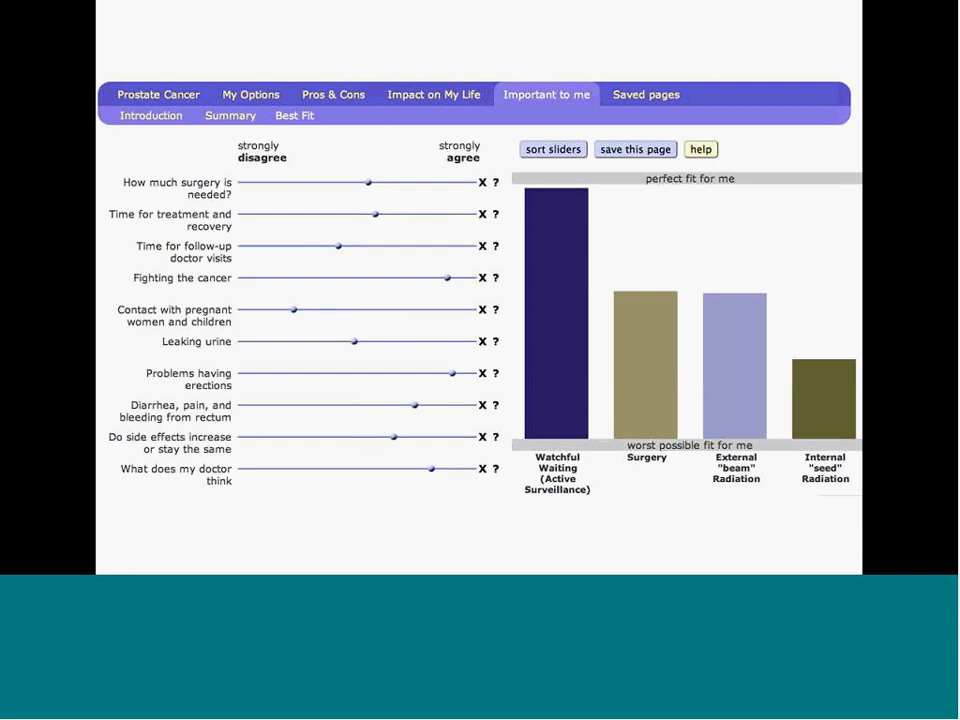 Prostate Cancer My Options Pros & Cons Impact on My Life Important to me Saved pages
Introduction Summary Best Fit
strongly
disagree
strongly
agree
sort sliders save this page help
How much surgery is
needed?
X ?
Time for treatment and
recovery
X ?
Time for follow-up
doctor visits
X ?
Fighting the cancer
X ?
Contact with pregnant
women and children
X ?
Leaking urine
X ?
Problems having
erections
X ?
Diarrhea, pain, and
bleeding from rectum
X ?
Do side effects increase
or stay the same
X ?
What does my doctor
think
X ?
perfect fit for me
worst possible fit for me
Watchful
Waiting
(Active
Surveillance)
Surgery
External
"beam"
Radiation
Internal
"seed"
Radiation